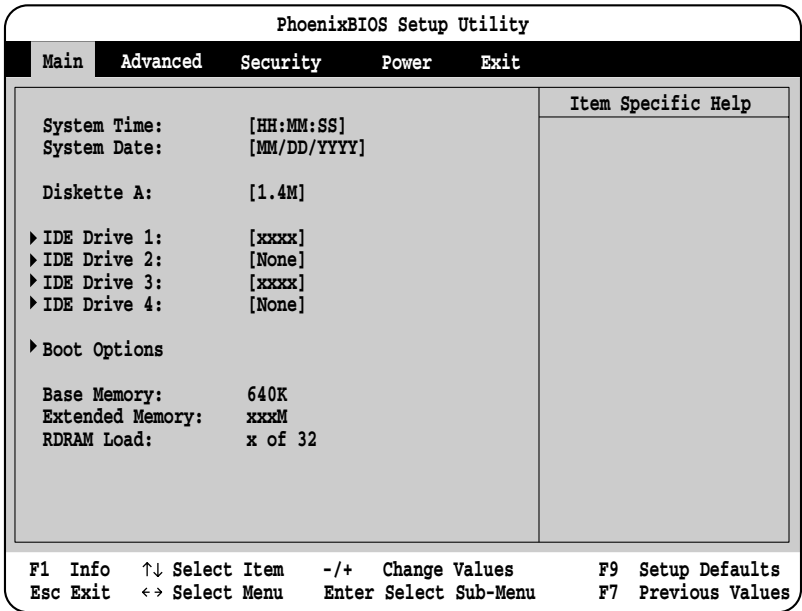 PhoenixBIOS Setup Utility
Main Advanced Security Power Exit
Item Specific Help
System Time: [HH:MM:SS]
System Date: [MM/DD/YYYY]
Diskette A: [1.4M]
IDE Drive 1: [xxxx]
IDE Drive 2: [None]
IDE Drive 3: [xxxx]
IDE Drive 4: [None]
Boot Options
Base Memory: 640K
Extended Memory: xxxM
RDRAM Load: x of 32
F1 Info ↑↓ Select Item -/+ Change Values F9 Setup Defaults
Esc Exit ←→ Select Menu Enter Select Sub-Menu F7 Previous Values